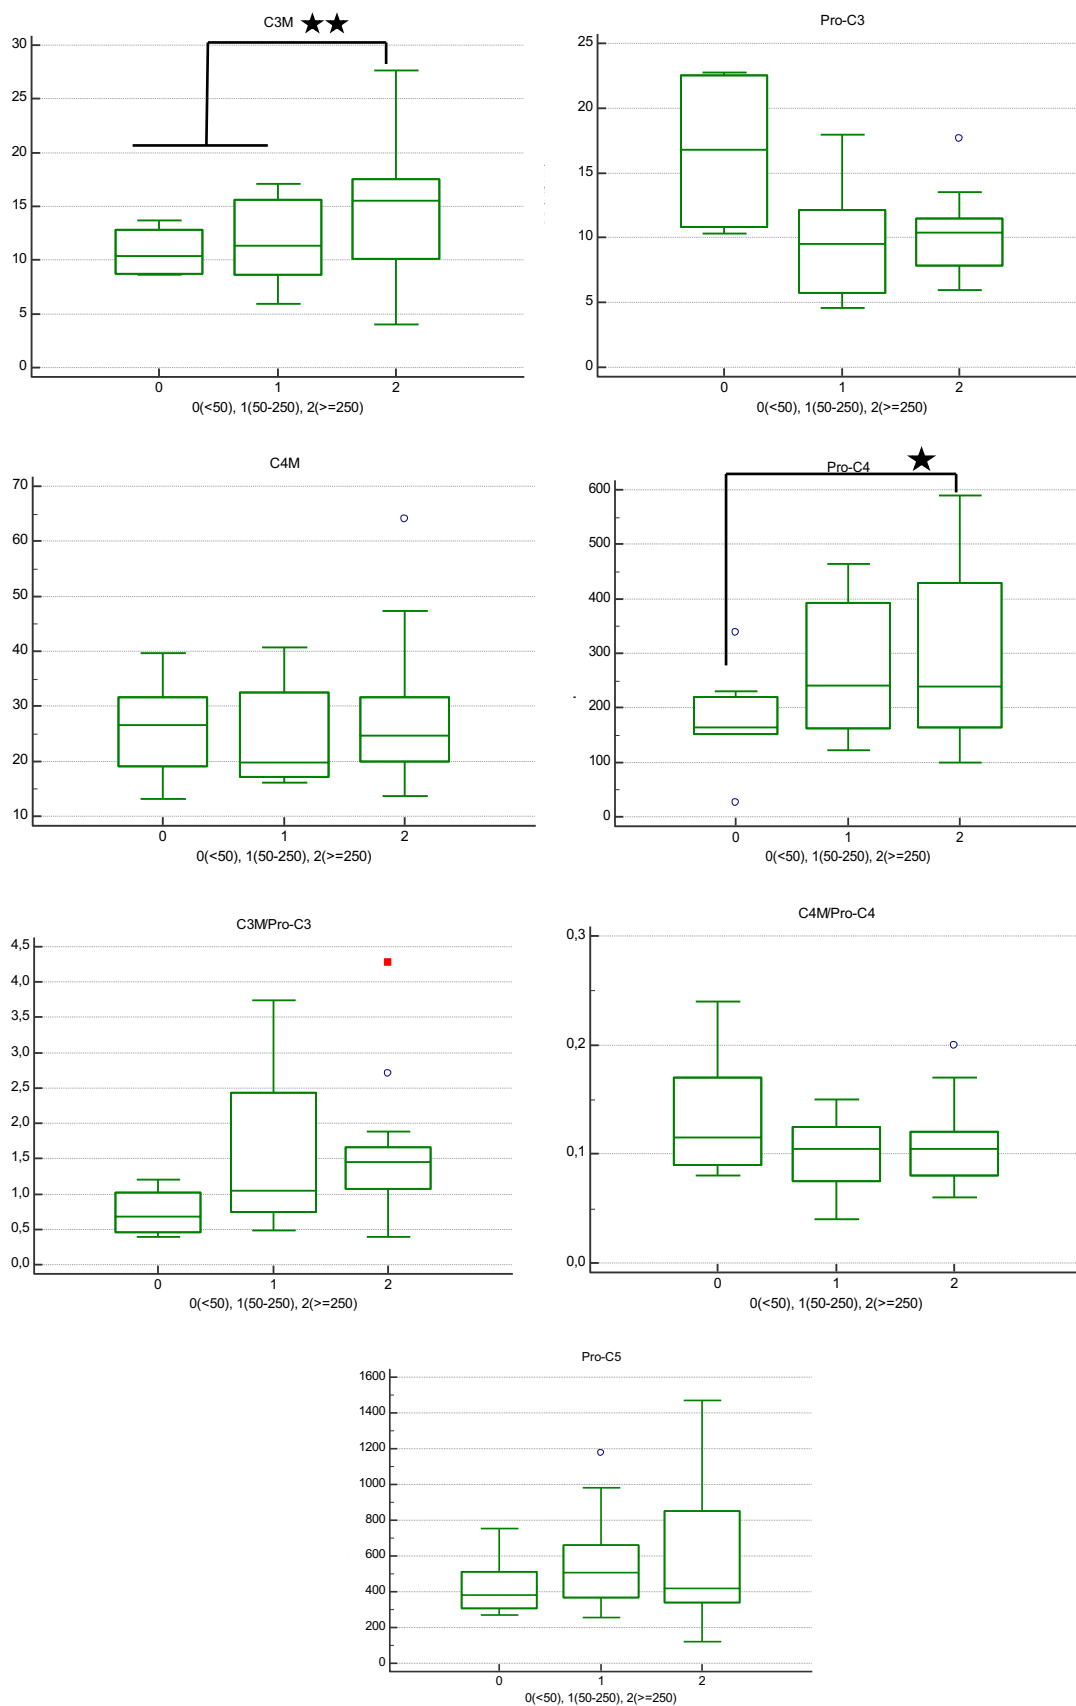 C3M ★★
30
25
20
15
10
5
0
0 1 2
0(<50), 1(50-250), 2(>=250)
Pro-C3
25
20
15
10
5
0
0 1 2
0(<50), 1(50-250), 2(>=250)
C4M
70
60
50
40
30
20
10
0 1 2
0(<50), 1(50-250), 2(>=250)
Pro-C4 ★
600
500
400
300
200
100
0
0 1 2
0(<50), 1(50-250), 2(>=250)
C3M/Pro-C3
4,5
4,0
3,5
3,0
2,5
2,0
1,5
1,0
0,5
0,0
0 1 2
0(<50), 1(50-250), 2(>=250)
C4M/Pro-C4
0,3
0,2
0,1
0,0
0 1 2
0(<50), 1(50-250), 2(>=250)
Pro-C5
1600
1400
1200
1000
800
600
400
200
0
0 1 2
0(<50), 1(50-250), 2(>=250)